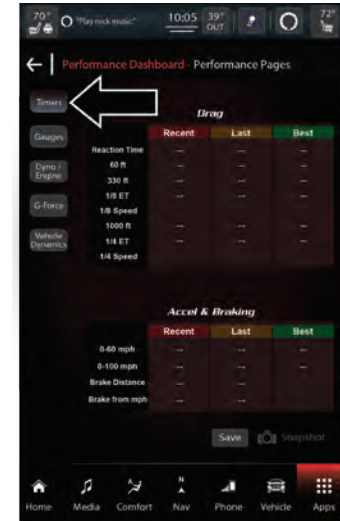 70° "Play rock music." 10:05 39° OUT 72°
Performance Dashboard - Performance Pages
Timers
Gauges
Dyno /
Engine
G-Force
Vehicle
Dynamics
Drag
Recent Last Best
Reaction Time -- -- --
60 ft -- -- --
330 ft -- -- --
1/8 ET -- -- --
1/8 Speed
1000 ft -- -- --
1/4 ET -- -- --
1/4 Speed
Accel & Braking
Recent Last Best
0-60 mph -- -- --
0-100 mph -- -- --
Brake Distance -- --
Brake from mph -- --
Save Snapshot
Home Media Comfort N Nav Phone Vehicle Apps